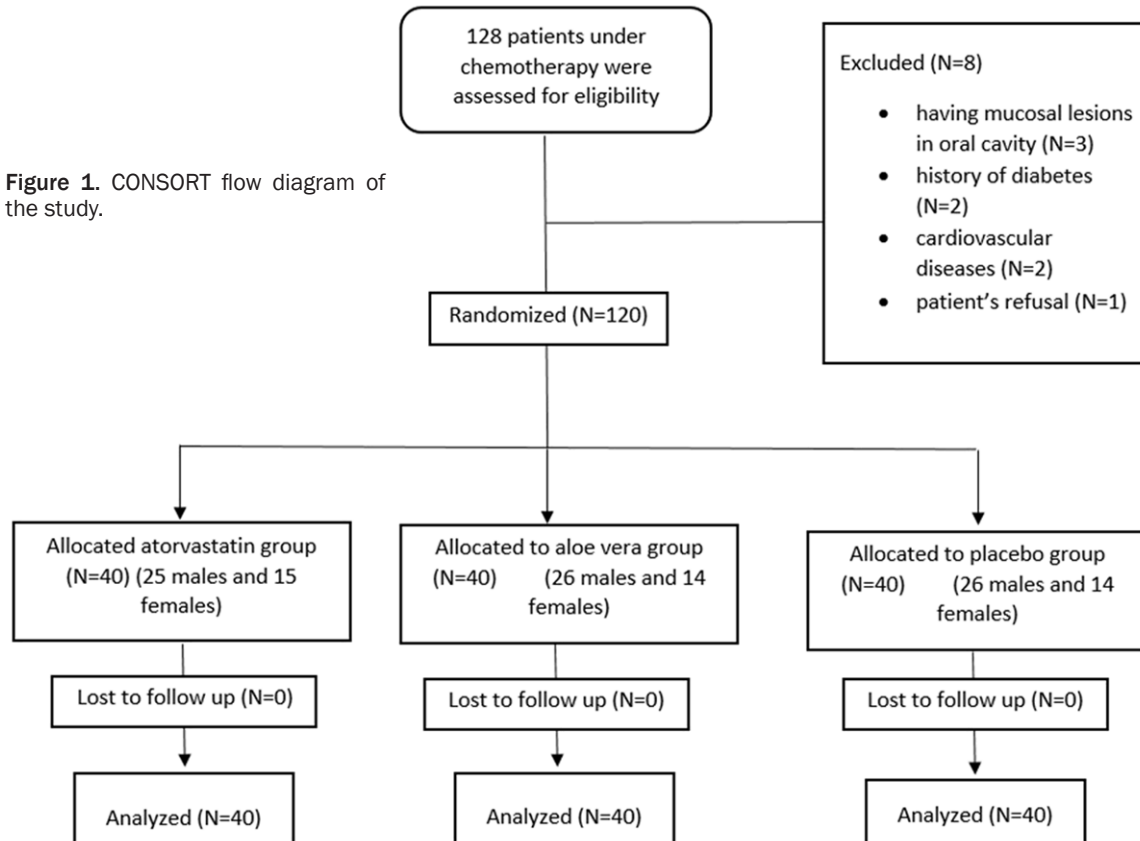 128 patients under
chemotherapy were
assessed for eligibility
Excluded (N=8)
• having mucosal lesions
in oral cavity (N=3)
• history of diabetes
(N=2)
• cardiovascular
diseases (N=2)
• patient's refusal (N=1)
Figure 1. CONSORT flow diagram of
the study.
Randomized (N=120)
Allocated atorvastatin group
(N=40) (25 males and 15
females)
Allocated to aloe vera group
(N=40) (26 males and 14
females)
Allocated to placebo group
(N=40) (26 males and 14
females)
Lost to follow up (N=0)
Lost to follow up (N=0)
Lost to follow up (N=0)
Analyzed (N=40)
Analyzed (N=40)
Analyzed (N=40)